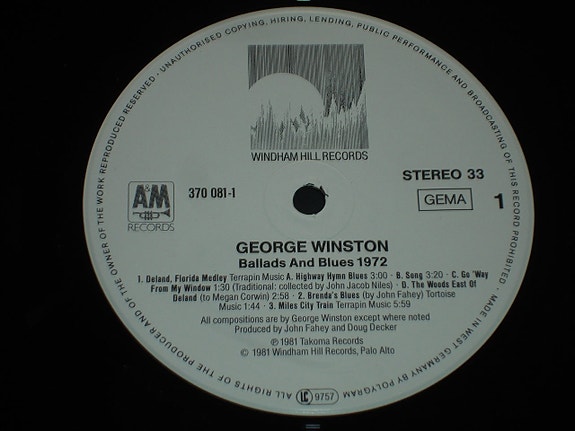 UNAUTHORISED COPYING, HIRING, LENDING, PUBLIC PERFORMANCE AND BROADCASTING OF THIS RECORD PROHIBITED · MADE IN WEST GERMANY BY POLYGRAM
ALL RIGHTS OF THE PRODUCER AND OF THE OWNER OF THE WORK REPRODUCED RESERVED ·
WINDHAM HILL RECORDS
A&M
RECORDS
370 081-1
STEREO 33
GEMA
1
GEORGE WINSTON
Ballads And Blues 1972
1. Deland, Florida Medley Terrapin Music A. Highway Hymn Blues 3:00 · B. Song 3:20 · C. Go 'Way
From My Window 1:30 (Traditional: collected by John Jacob Niles) · D. The Woods East Of
Deland (to Megan Corwin) 2:58 · 2. Brenda's Blues (by John Fahey) Tortoise
Music 1:44 · 3. Miles City Train Terrapin Music 5:59
All compositions are by George Winston except where noted
Produced by John Fahey and Doug Decker
℗ 1981 Takoma Records
© 1981 Windham Hill Records, Palo Alto
LC 9757